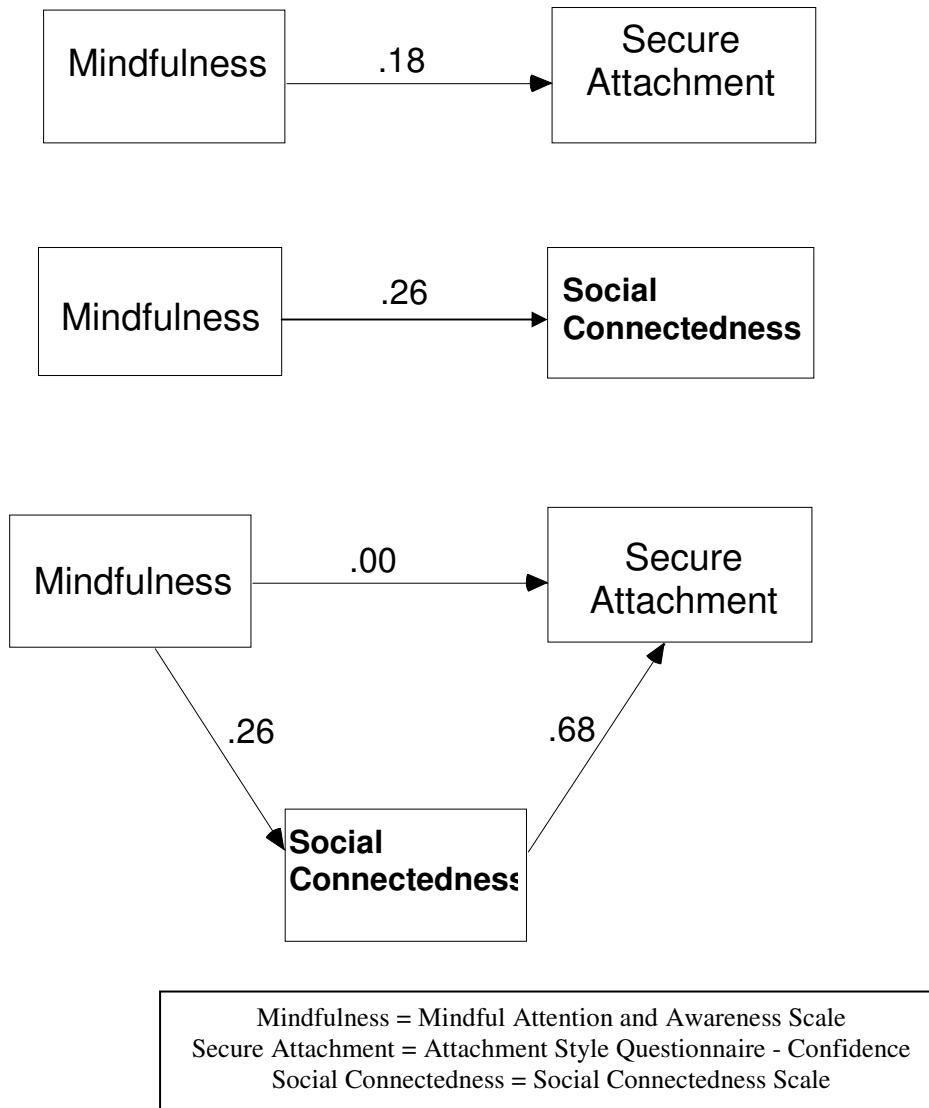 Mindfulness
.18
Secure
Attachment
Mindfulness
.26
Social
Connectedness
Mindfulness
.00
Secure
Attachment
.26
.68
Social
Connectedness
Mindfulness = Mindful Attention and Awareness Scale
Secure Attachment = Attachment Style Questionnaire - Confidence
Social Connectedness = Social Connectedness Scale